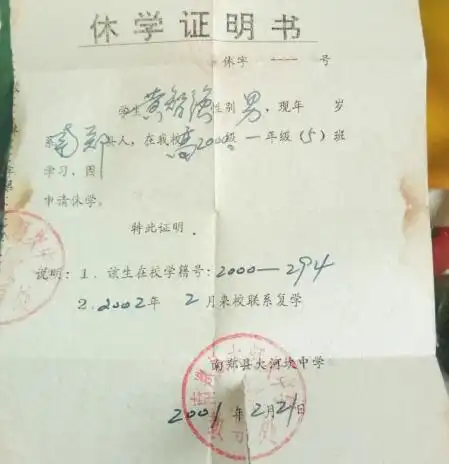 休学证明书
休字 --- 号
学生黄智强性别男，现年 岁
系南郑县人，在我校高2000级一年级(5)班
学习、因
申请休学。
特此证明．
说明：1．该生在校学籍号：2000—294
2．2002年 2月来校联系复学
南郑县大河坎中学
2001年2月21日